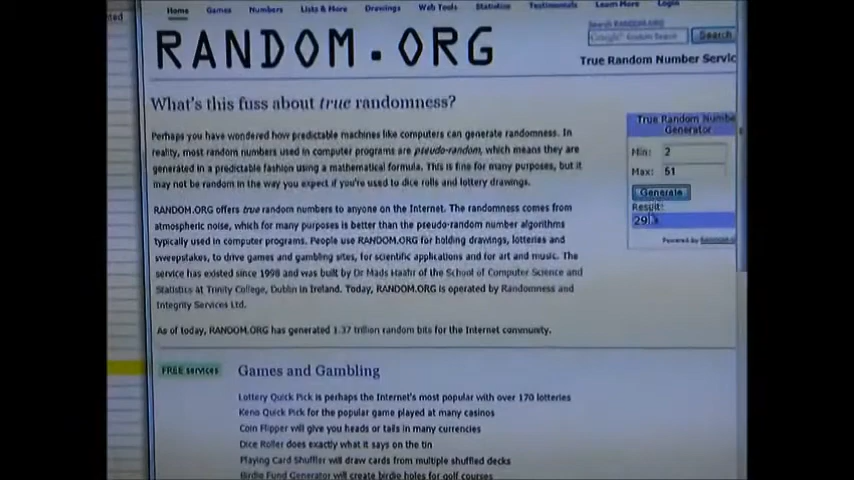 Home Games Numbers Lists & More Drawings Web Tools Statistics Testimonials Learn More Login
RANDOM.ORG
Search RANDOM.ORG
Google Custom Search
Search
True Random Number Servic
What's this fuss about true randomness?
Perhaps you have wondered how predictable machines like computers can generate randomness. In
reality, most random numbers used in computer programs are pseudo-random, which means they are
generated in a predictable fashion using a mathematical formula. This is fine for many purposes, but it
may not be random in the way you expect if you're used to dice rolls and lottery drawings.
RANDOM.ORG offers true random numbers to anyone on the Internet. The randomness comes from
atmospheric noise, which for many purposes is better than the pseudo-random number algorithms
typically used in computer programs. People use RANDOM.ORG for holding drawings, lotteries and
sweepstakes, to drive games and gambling sites, for scientific applications and for art and music. The
service has existed since 1998 and was built by Dr Mads Haahr of the School of Computer Science and
Statistics at Trinity College, Dublin in Ireland. Today, RANDOM.ORG is operated by Randomness and
Integrity Services Ltd.
As of today, RANDOM.ORG has generated 1.37 trillion random bits for the Internet community.
True Random Numbe
Generator
Min: 2
Max: 51
Generate
Result:
29
Powered by RANDOM.O
FREE services
Games and Gambling
Lottery Quick Pick is perhaps the Internet's most popular with over 170 lotteries
Keno Quick Pick for the popular game played at many casinos
Coin Flipper will give you heads or tails in many currencies
Dice Roller does exactly what it says on the tin
Playing Card Shuffler will draw cards from multiple shuffled decks
Birdie Fund Generator will create birdie holes for golf courses